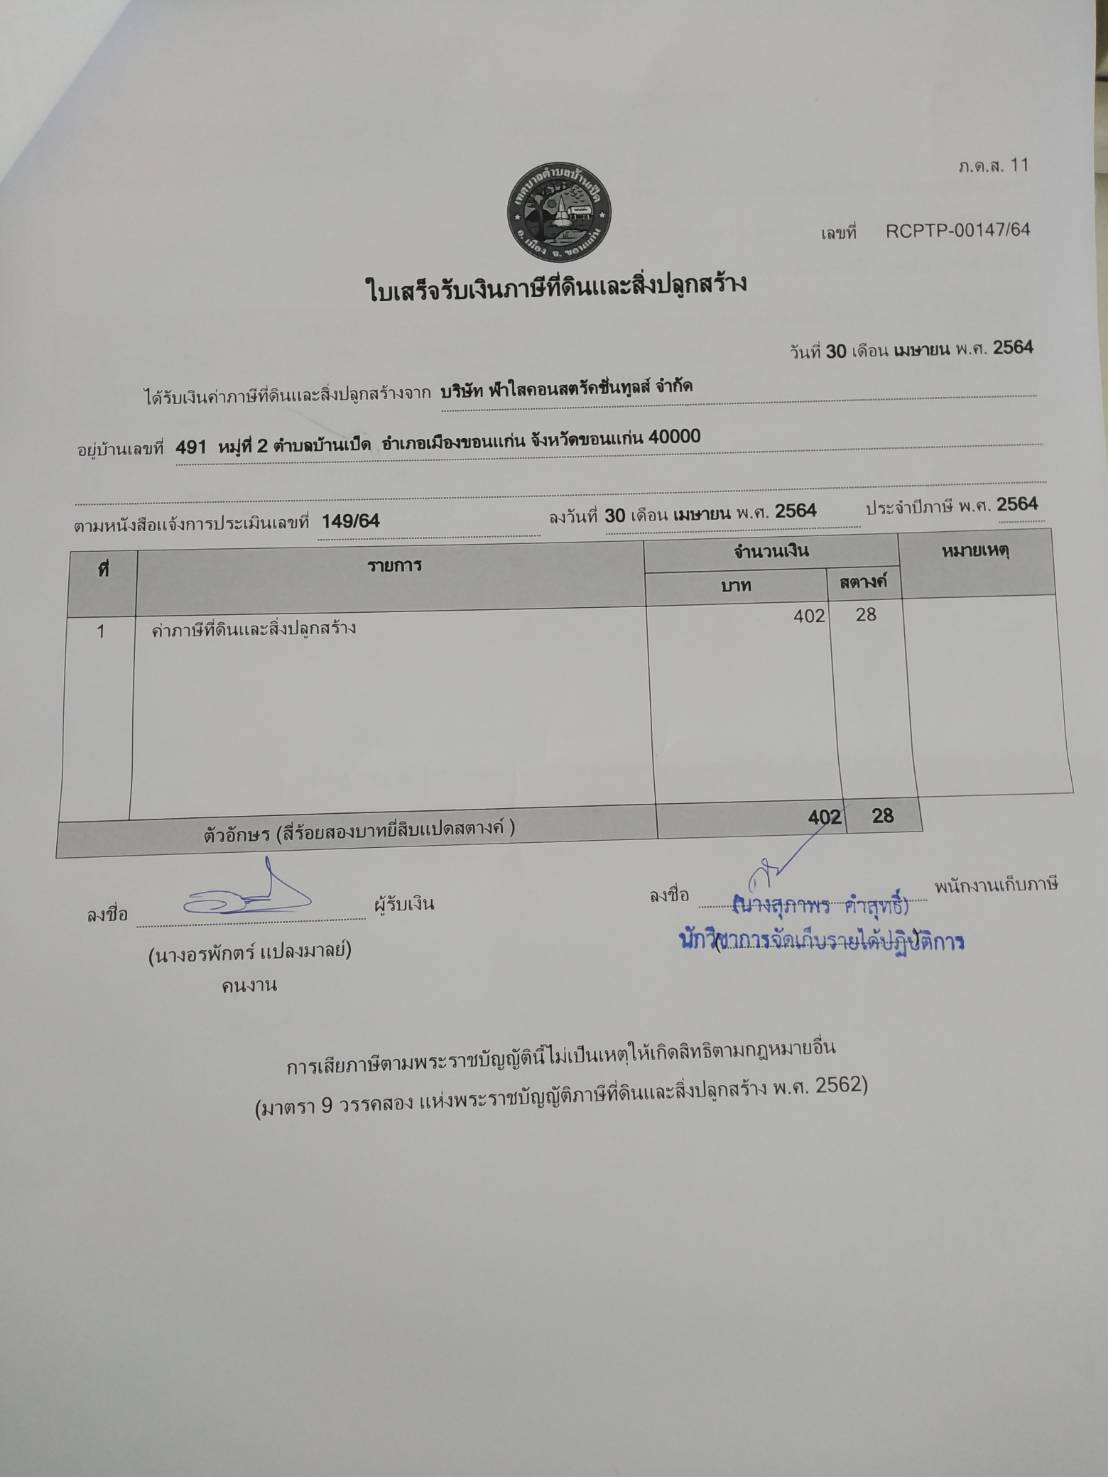 ภ.ด.ส. 11
เทศบาลตำบลบ้านเป็ด
อ.เมือง จ.ขอนแก่น
เลขที่ RCPTP-00147/64
ใบเสร็จรับเงินภาษีที่ดินและสิ่งปลูกสร้าง
วันที่ 30 เดือน เมษายน พ.ศ. 2564
ได้รับเงินค่าภาษีที่ดินและสิ่งปลูกสร้างจาก บริษัท ฟ้าใสคอนสตรัคชั่นทูลส์ จำกัด
อยู่บ้านเลขที่ 491 หมู่ที่ 2 ตำบลบ้านเป็ด อำเภอเมืองขอนแก่น จังหวัดขอนแก่น 40000
ตามหนังสือแจ้งการประเมินเลขที่ 149/64 ลงวันที่ 30 เดือน เมษายน พ.ศ. 2564 ประจำปีภาษี พ.ศ. 2564
ที่ รายการ จำนวนเงิน หมายเหตุ
บาท สตางค์
1 ค่าภาษีที่ดินและสิ่งปลูกสร้าง 402 28
ตัวอักษร (สี่ร้อยสองบาทยี่สิบแปดสตางค์ ) 402 28
ลงชื่อ ผู้รับเงิน ลงชื่อ พนักงานเก็บภาษี
(นางอรพักตร์ แปลงมาลย์) (นางสุภาพร คำสุทธิ์)
คนงาน นักวิชาการจัดเก็บรายได้ปฏิบัติการ
การเสียภาษีตามพระราชบัญญัตินี้ไม่เป็นเหตุให้เกิดสิทธิตามกฎหมายอื่น
(มาตรา 9 วรรคสอง แห่งพระราชบัญญัติภาษีที่ดินและสิ่งปลูกสร้าง พ.ศ. 2562)